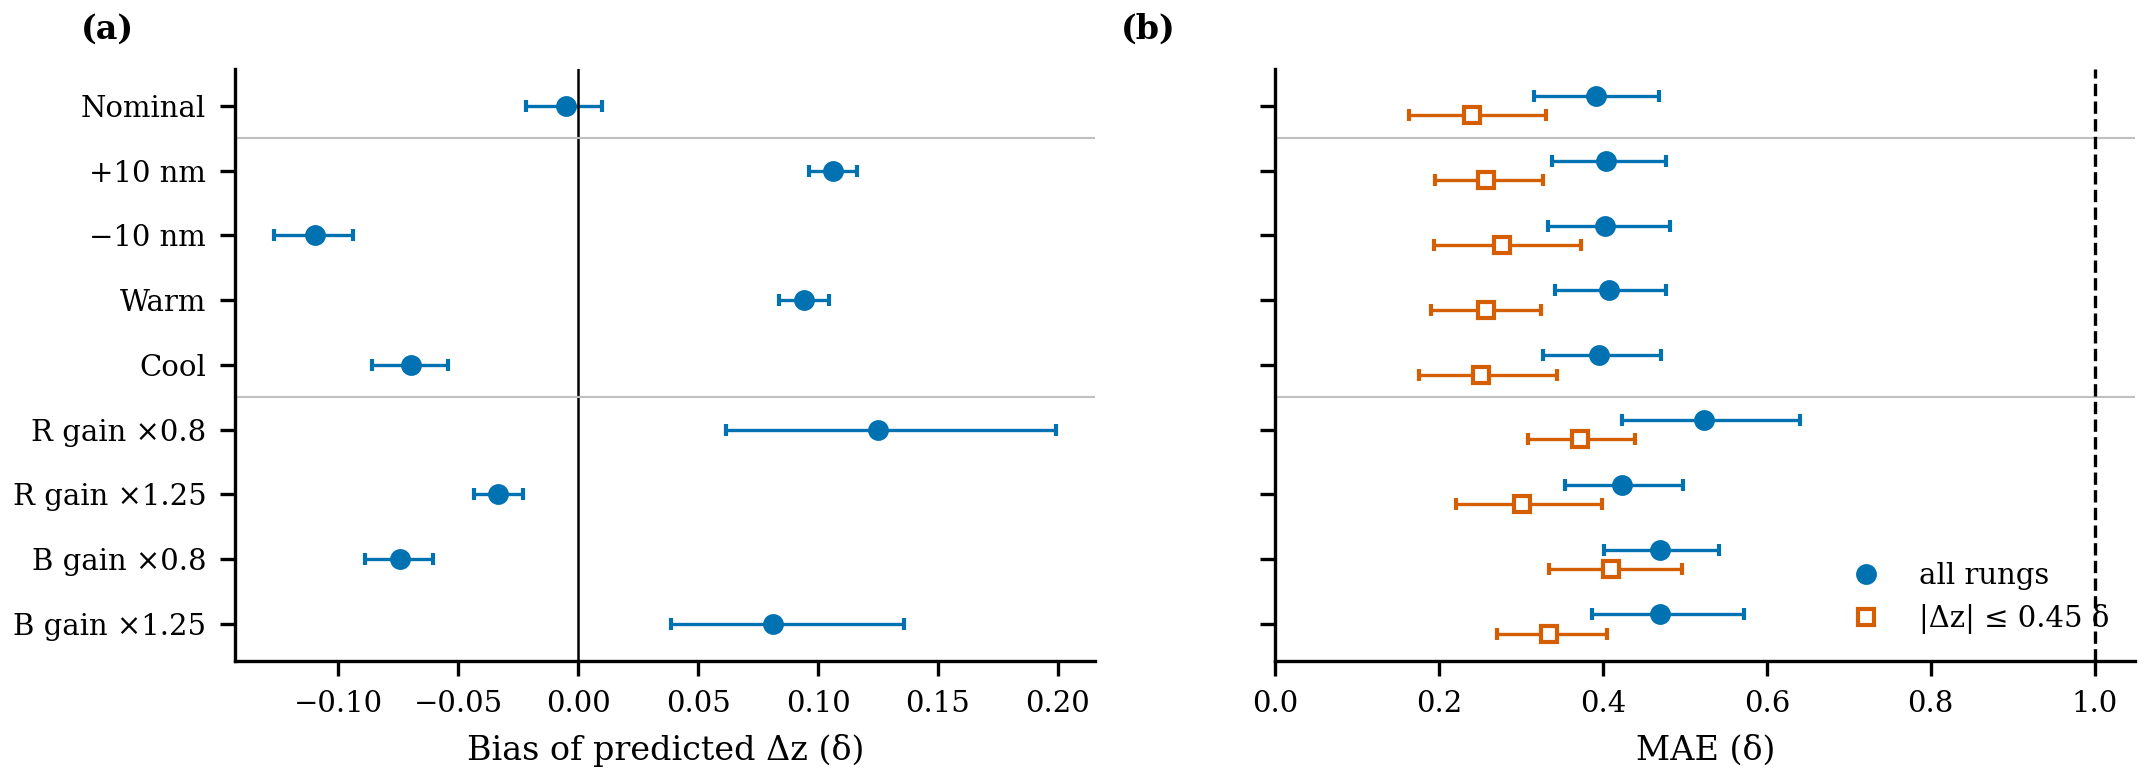 (a)
(b)
Nominal
+10 nm
−10 nm
Warm
Cool
R gain ×0.8
R gain ×1.25
B gain ×0.8
B gain ×1.25
all rungs
|Δz| ≤ 0.45 δ
−0.10 −0.05 0.00 0.05 0.10 0.15 0.20
0.0 0.2 0.4 0.6 0.8 1.0
Bias of predicted Δz (δ)
MAE (δ)